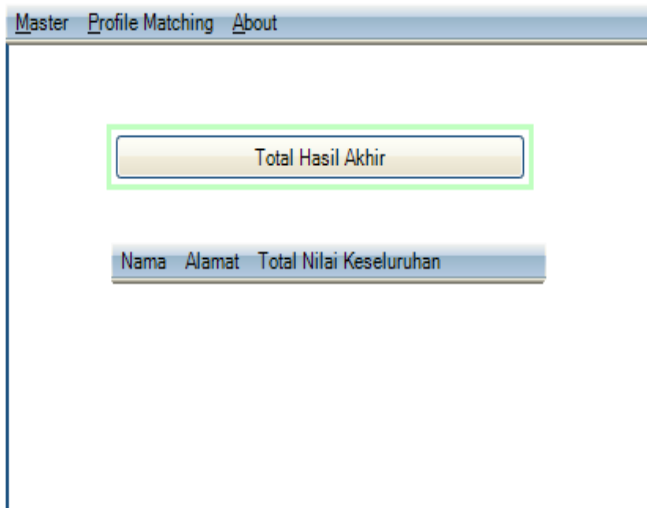 Master Profile Matching About
Total Hasil Akhir
Nama Alamat Total Nilai Keseluruhan